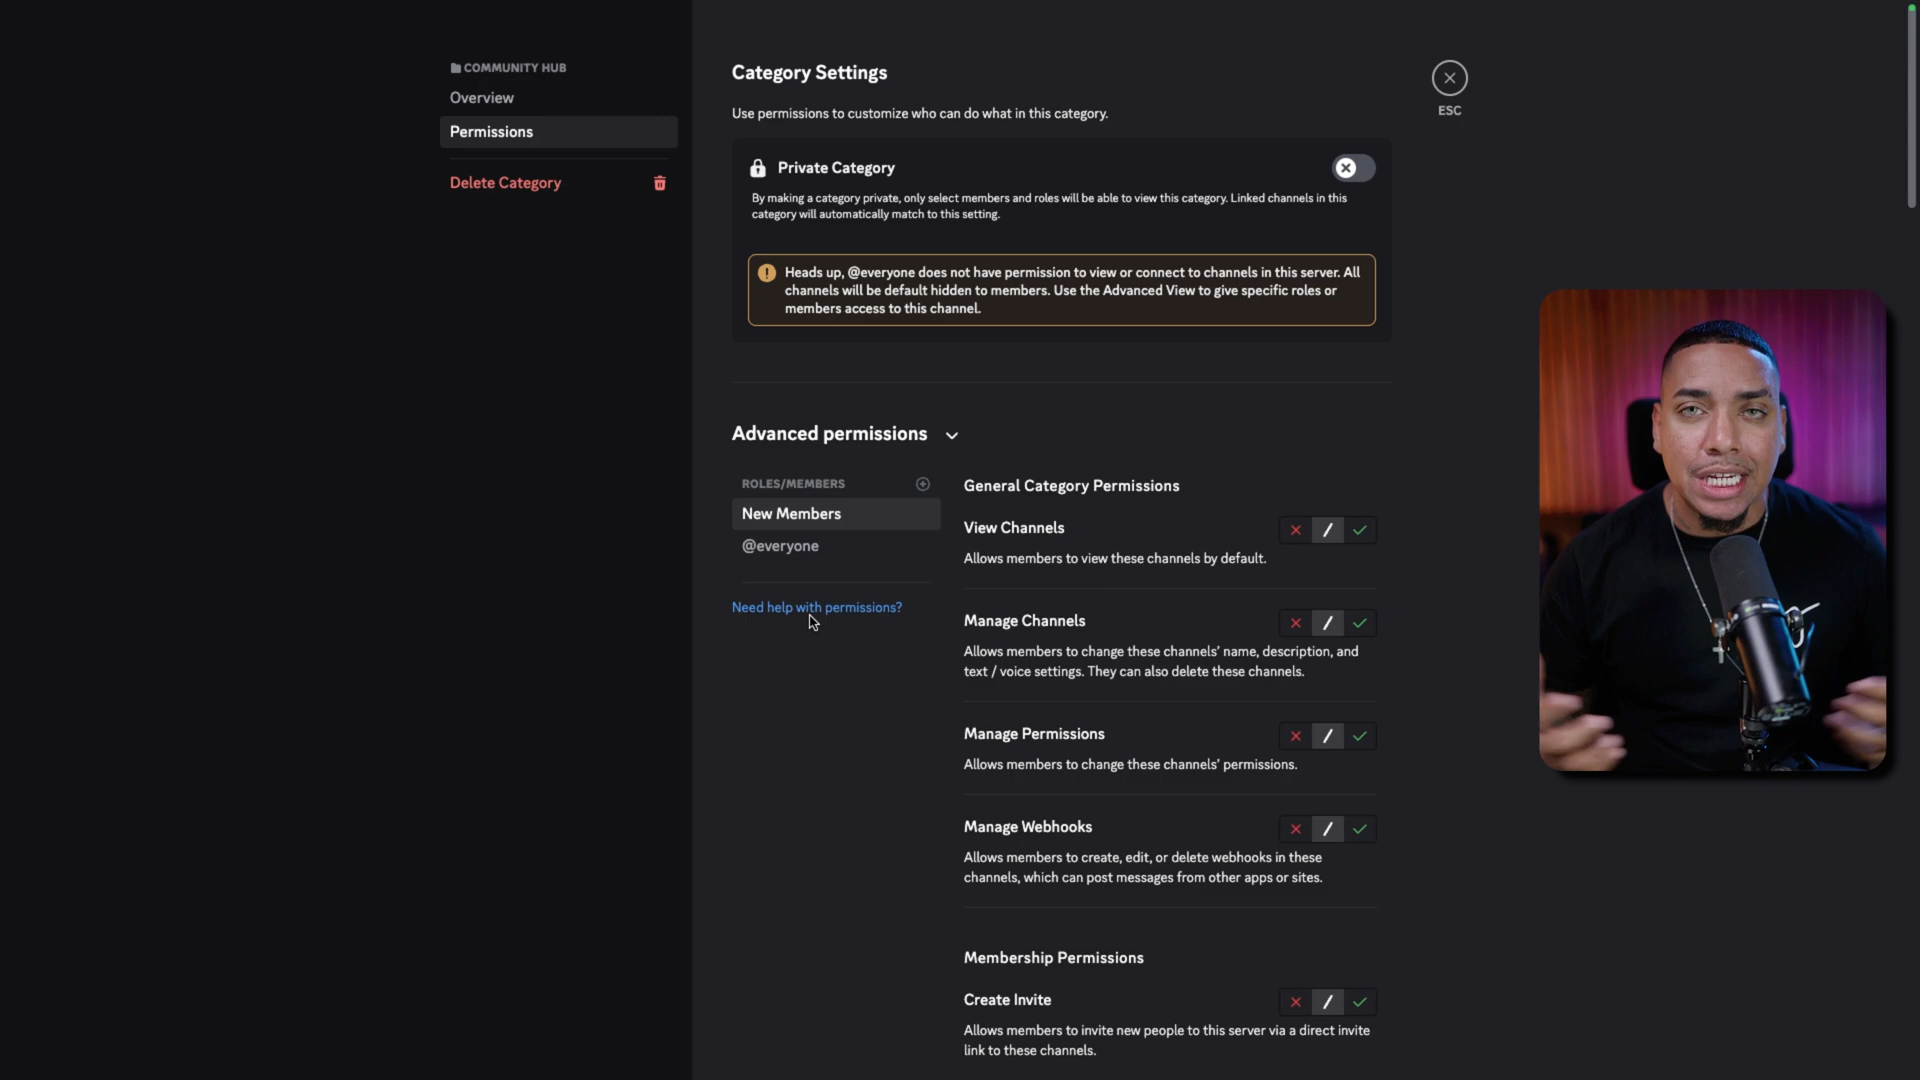 COMMUNITY HUB
Overview
Permissions
Delete Category
Category Settings
Use permissions to customize who can do what in this category.
ESC
Private Category
By making a category private, only select members and roles will be able to view this category. Linked channels in this
category will automatically match to this setting.
Heads up, @everyone does not have permission to view or connect to channels in this server. All
channels will be default hidden to members. Use the Advanced View to give specific roles or
members access to this channel.
Advanced permissions
ROLES/MEMBERS
New Members
@everyone
Need help with permissions?
General Category Permissions
View Channels
Allows members to view these channels by default.
Manage Channels
Allows members to change these channels' name, description, and
text / voice settings. They can also delete these channels.
Manage Permissions
Allows members to change these channels' permissions.
Manage Webhooks
Allows members to create, edit, or delete webhooks in these
channels, which can post messages from other apps or sites.
Membership Permissions
Create Invite
Allows members to invite new people to this server via a direct invite
link to these channels.